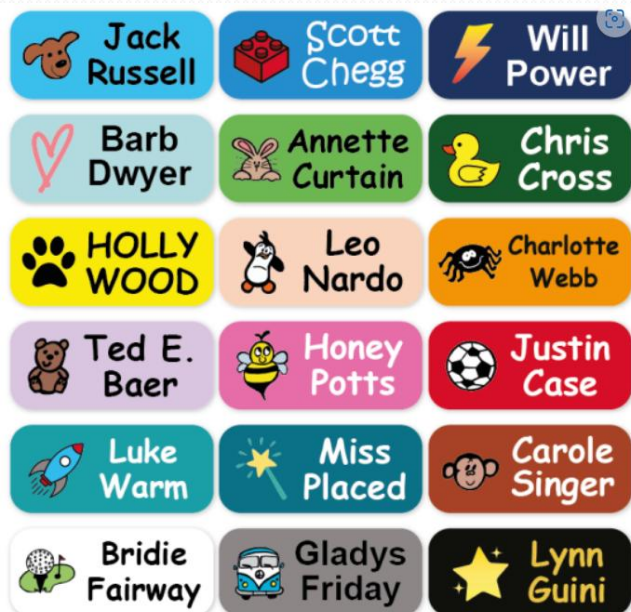 Jack
Russell
Scott
Chegg
Will
Power
Barb
Dwyer
Annette
Curtain
Chris
Cross
HOLLY
WOOD
Leo
Nardo
Charlotte
Webb
Ted E.
Baer
Honey
Potts
Justin
Case
Luke
Warm
Miss
Placed
Carole
Singer
Bridie
Fairway
Gladys
Friday
Lynn
Guini